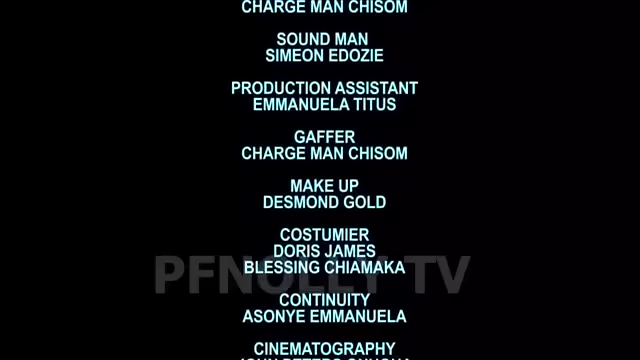 CHARGE MAN CHISOM
SOUND MAN
SIMEON EDOZIE
PRODUCTION ASSISTANT
EMMANUELA TITUS
GAFFER
CHARGE MAN CHISOM
MAKE UP
DESMOND GOLD
COSTUMIER
DORIS JAMES
BLESSING CHIAMAKA
PFNOLLY TV
CONTINUITY
ASONYE EMMANUELA
CINEMATOGRAPHY